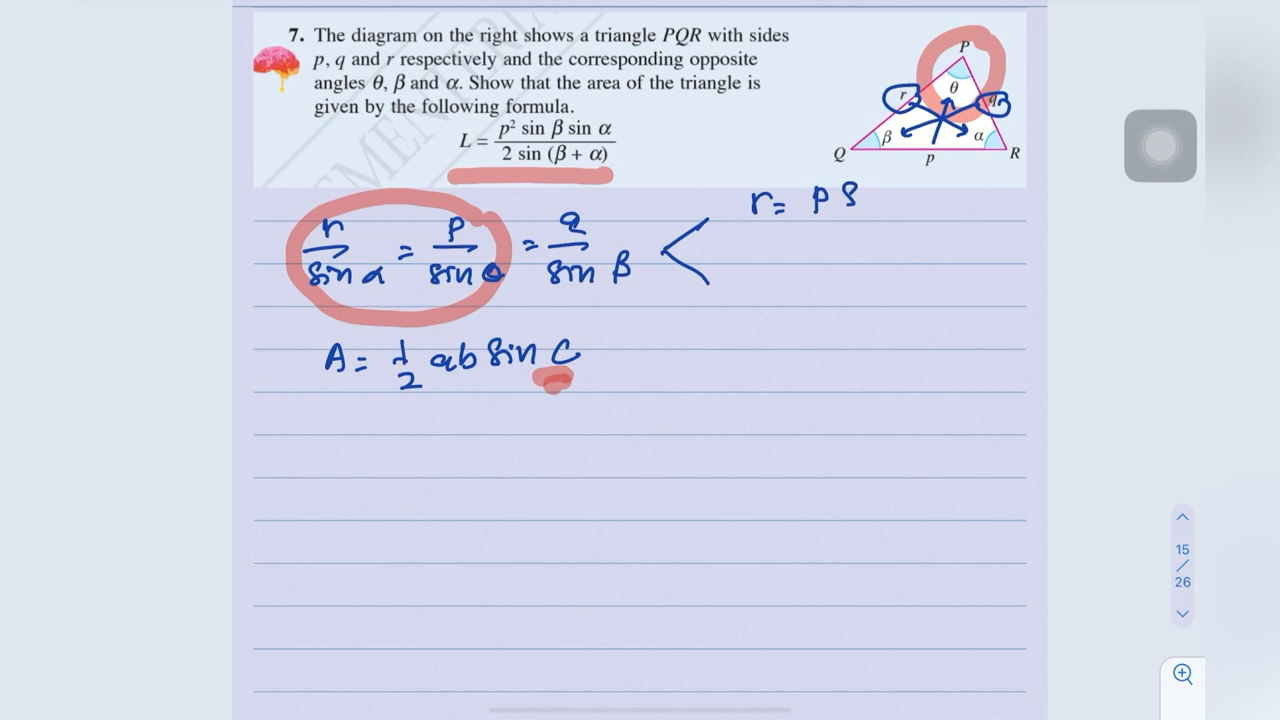 7. The diagram on the right shows a triangle PQR with sides
p, q and r respectively and the corresponding opposite
angles θ, β and α. Show that the area of the triangle is
given by the following formula.
L = p² sin β sin α / 2 sin (β + α)
P
θ
r
q
β
α
Q
p
R
r = p s
r / sin α = p / sin θ = q / sin β <
A = 1/2 ab sin C
15
/
26